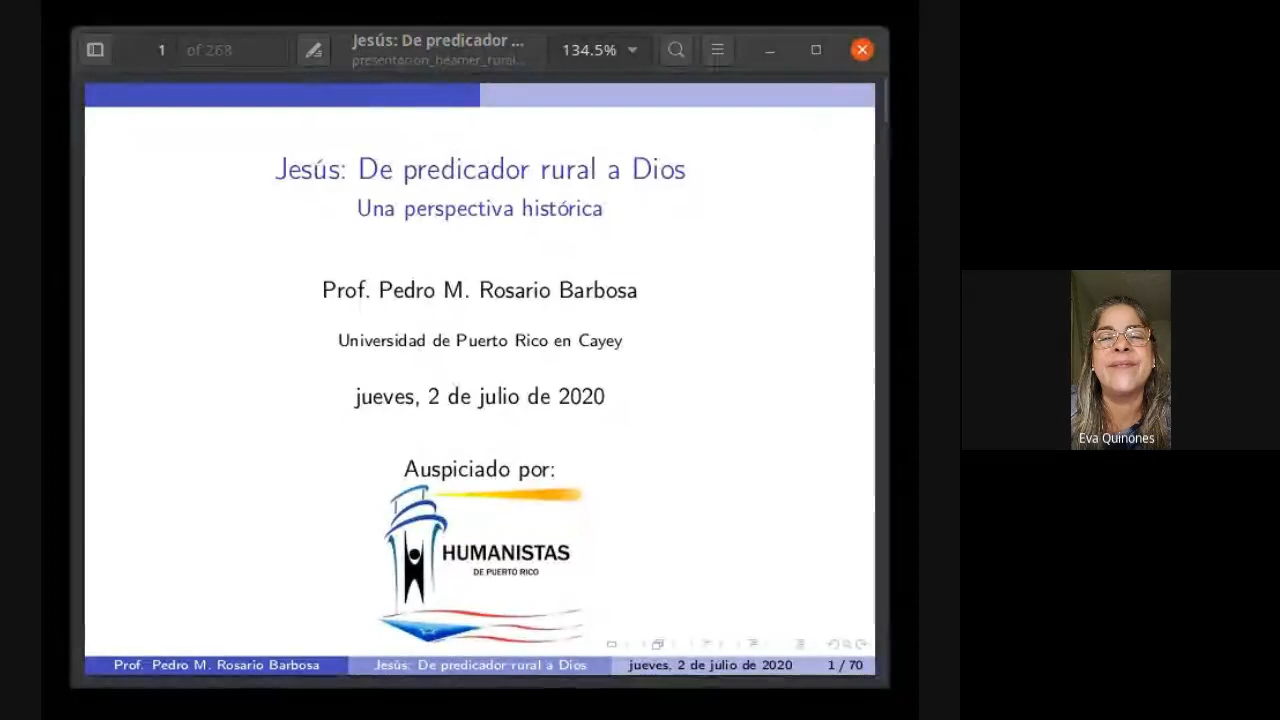 1 of 268
Jesús: De predicador ...
presentacion_beamer_rural...
134.5%
Jesús: De predicador rural a Dios
Una perspectiva histórica
Prof. Pedro M. Rosario Barbosa
Universidad de Puerto Rico en Cayey
jueves, 2 de julio de 2020
Auspiciado por:
HUMANISTAS
DE PUERTO RICO
Prof. Pedro M. Rosario Barbosa
Jesús: De predicador rural a Dios
jueves, 2 de julio de 2020
1 / 70
Eva Quinones